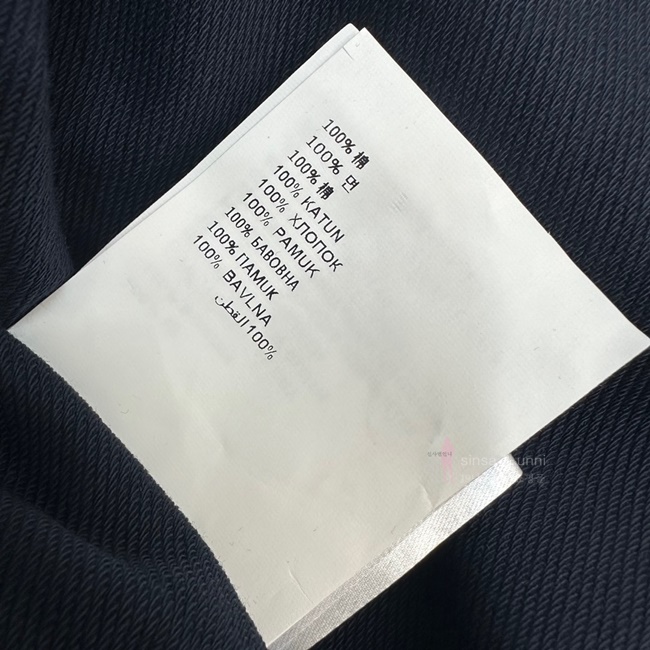 100% 棉
100% 면
100% 棉
100% KATUN
100% ХЛОПОК
100% PAMUK
100% БАВОВНА
100% ПАМУК
100% BAVLNA
100% القطن